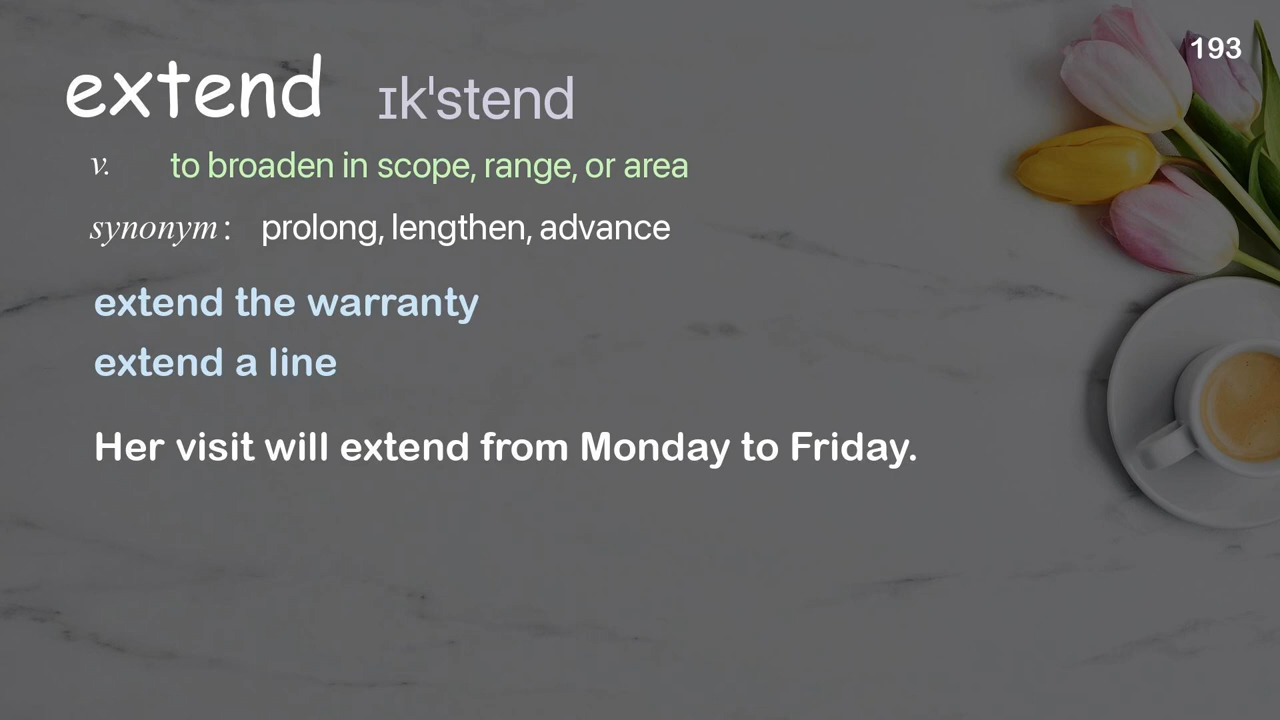 193
extend ɪk'stend
v. to broaden in scope, range, or area
synonym: prolong, lengthen, advance
extend the warranty
extend a line
Her visit will extend from Monday to Friday.